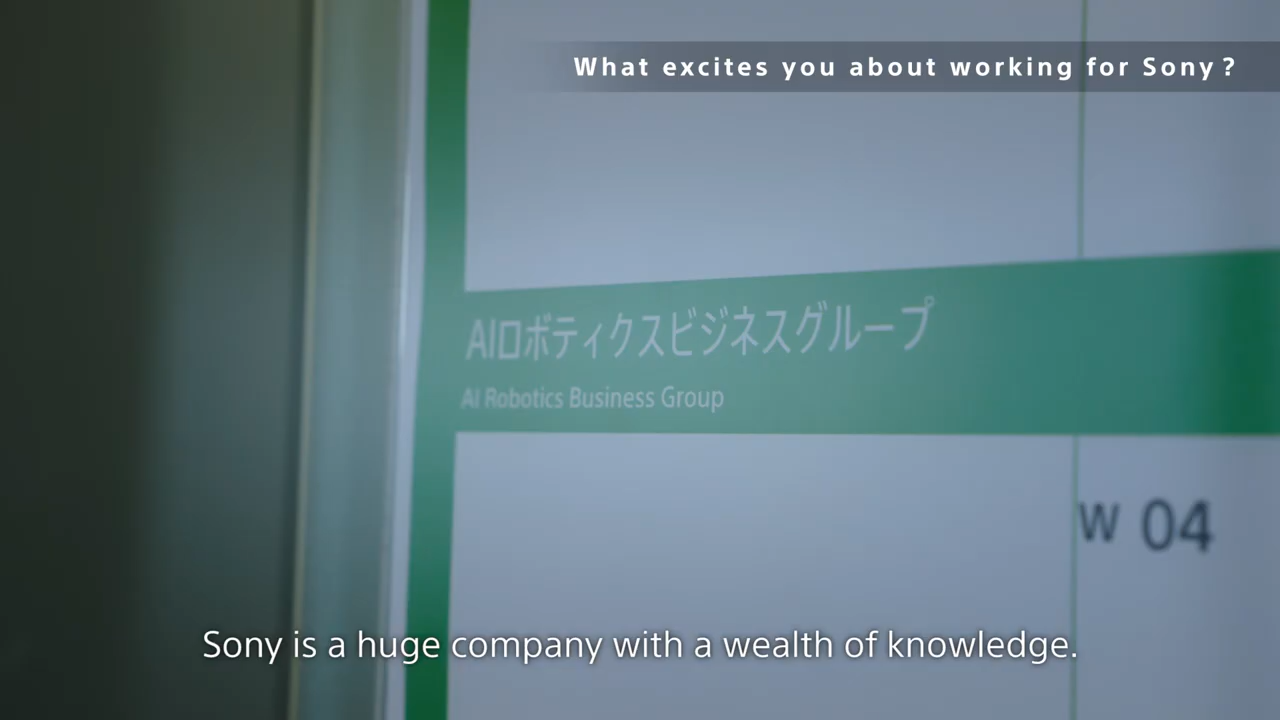 What excites you about working for Sony?
AIロボティクスビジネスグループ
AI Robotics Business Group
W 04
Sony is a huge company with a wealth of knowledge.